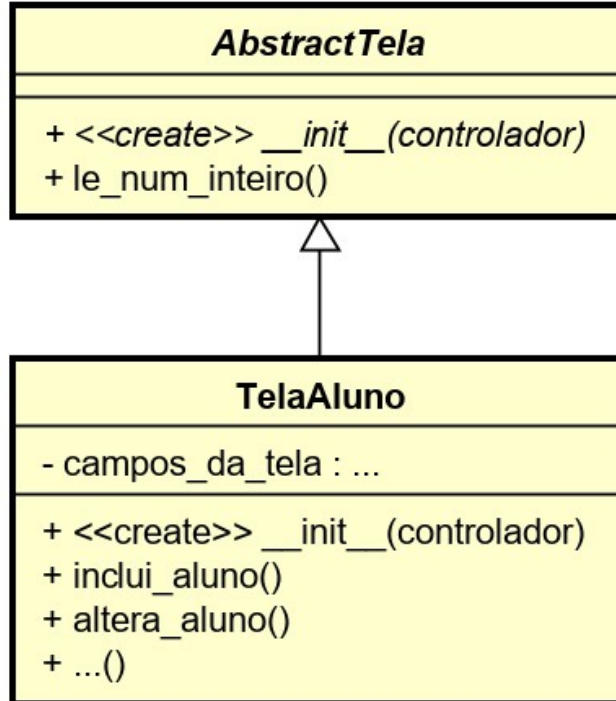 AbstractTela
+ <<create>> __init__(controlador)
+ le_num_inteiro()
TelaAluno
- campos_da_tela : ...
+ <<create>> __init__(controlador)
+ inclui_aluno()
+ altera_aluno()
+ ...()